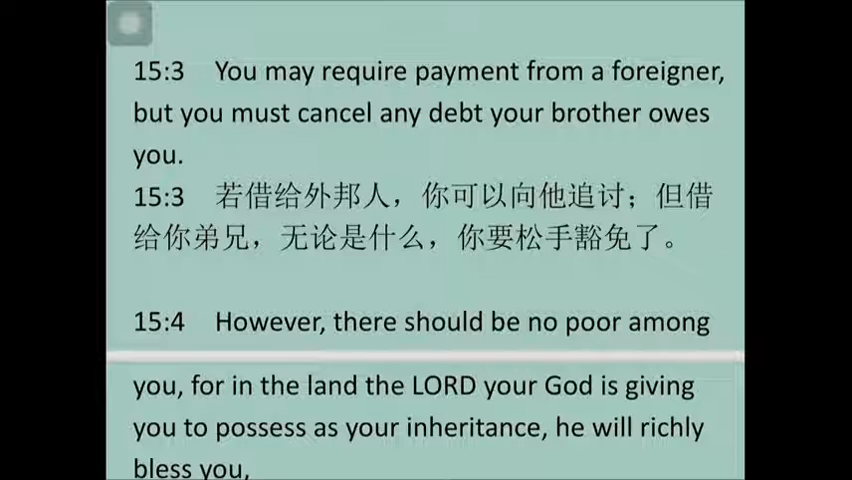 15:3 You may require payment from a foreigner,
but you must cancel any debt your brother owes
you.
15:3 若借给外邦人，你可以向他追讨；但借
给你弟兄，无论是什么，你要松手豁免了。
15:4 However, there should be no poor among
you, for in the land the LORD your God is giving
you to possess as your inheritance, he will richly
bless you,